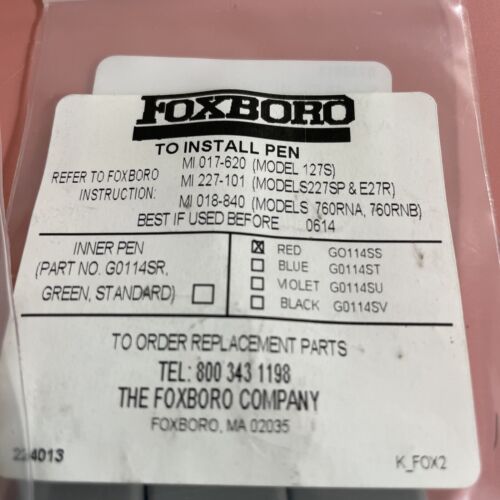 FOXBORO
TO INSTALL PEN
REFER TO FOXBORO INSTRUCTION:
MI 017-620 (MODEL 127S)
MI 227-101 (MODELS227SP & E27R)
MI 018-840 (MODELS 760RNA, 760RNB)
BEST IF USED BEFORE 0614
INNER PEN
(PART NO. G0114SR,
GREEN, STANDARD)
RED GO114SS
BLUE G0114ST
VIOLET G0114SU
BLACK G0114SV
TO ORDER REPLACEMENT PARTS
TEL: 800 343 1198
THE FOXBORO COMPANY
FOXBORO, MA 02035
224013 K_FOX2